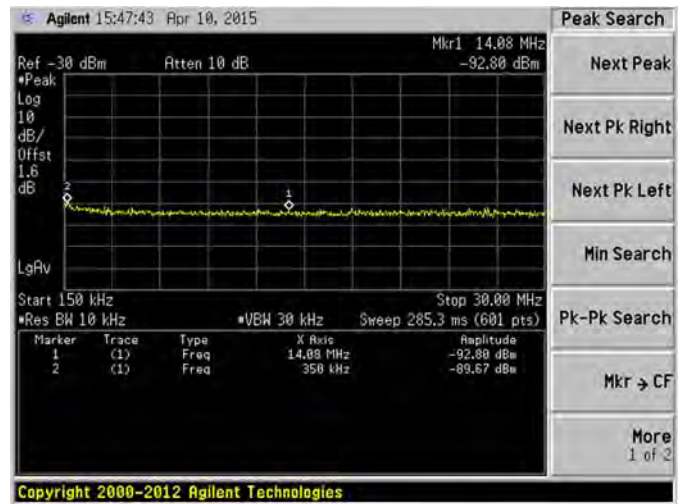 Agilent 15:47:43 Apr 10, 2015
Peak Search
Mkr1 14.08 MHz
Ref -30 dBm Atten 10 dB -92.80 dBm
Next Peak
*Peak
Log
10
dB/
Offst
1.6
dB
2
1
Next Pk Right
Next Pk Left
Min Search
LgAv
Start 150 kHz Stop 30.00 MHz
*Res BW 10 kHz *VBW 30 kHz Sweep 285.3 ms (601 pts)
Pk-Pk Search
Marker Trace Type X Axis Amplitude
1 (1) Freq 14.08 MHz -92.80 dBm
2 (1) Freq 350 kHz -89.67 dBm
Mkr → CF
More
1 of 2
Copyright 2000-2012 Agilent Technologies